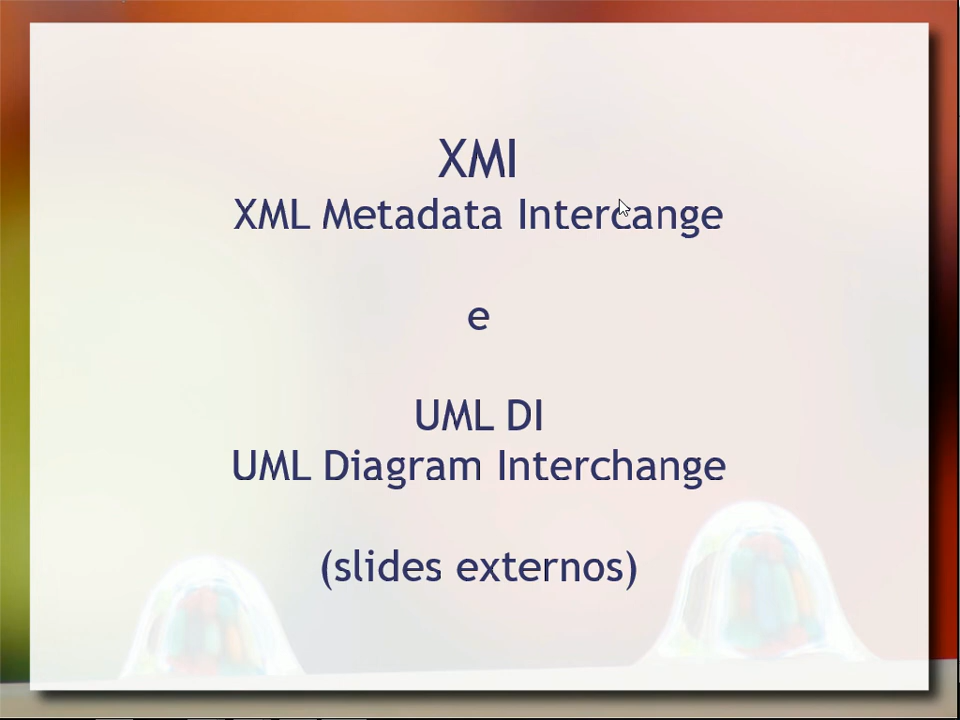 XMI
XML Metadata Intercange
e
UML DI
UML Diagram Interchange
(slides externos)